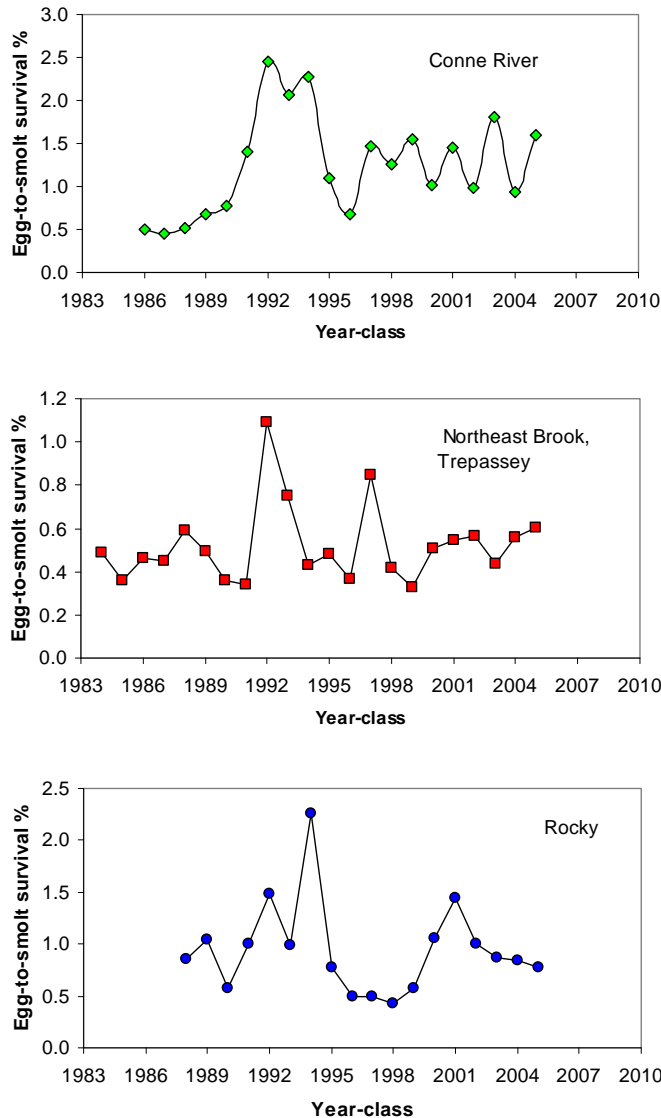 3.0
Conne River
2.5
2.0
1.5
1.0
0.5
0.0
Egg-to-smolt survival %
1983 1986 1989 1992 1995 1998 2001 2004 2007 2010
Year-class
1.2
Northeast Brook,
Trepassey
1.0
0.8
0.6
0.4
0.2
0.0
Egg-to-smolt survival %
1983 1986 1989 1992 1995 1998 2001 2004 2007 2010
Year-class
2.5
Rocky
2.0
1.5
1.0
0.5
0.0
Egg-to-smolt survival %
1983 1986 1989 1992 1995 1998 2001 2004 2007 2010
Year-class